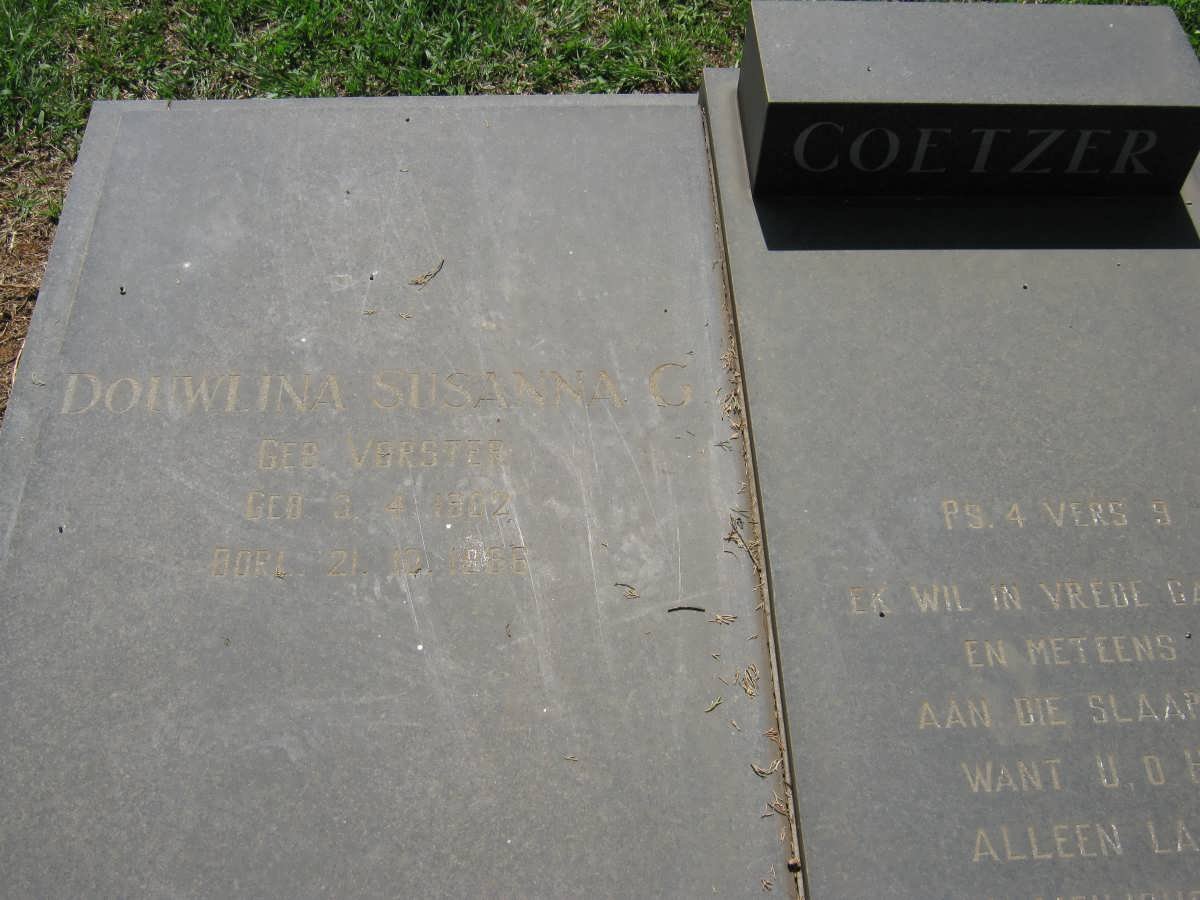 COETZER
DOUWLINA SUSANNA G
GEB VORSTER
GEB 3. 4. 1902
OORL. 21. 12. 1986
PS. 4 VERS 9
EK WIL IN VREDE GA
EN METEENS
AAN DIE SLAAP
WANT U, O H
ALLEEN LA